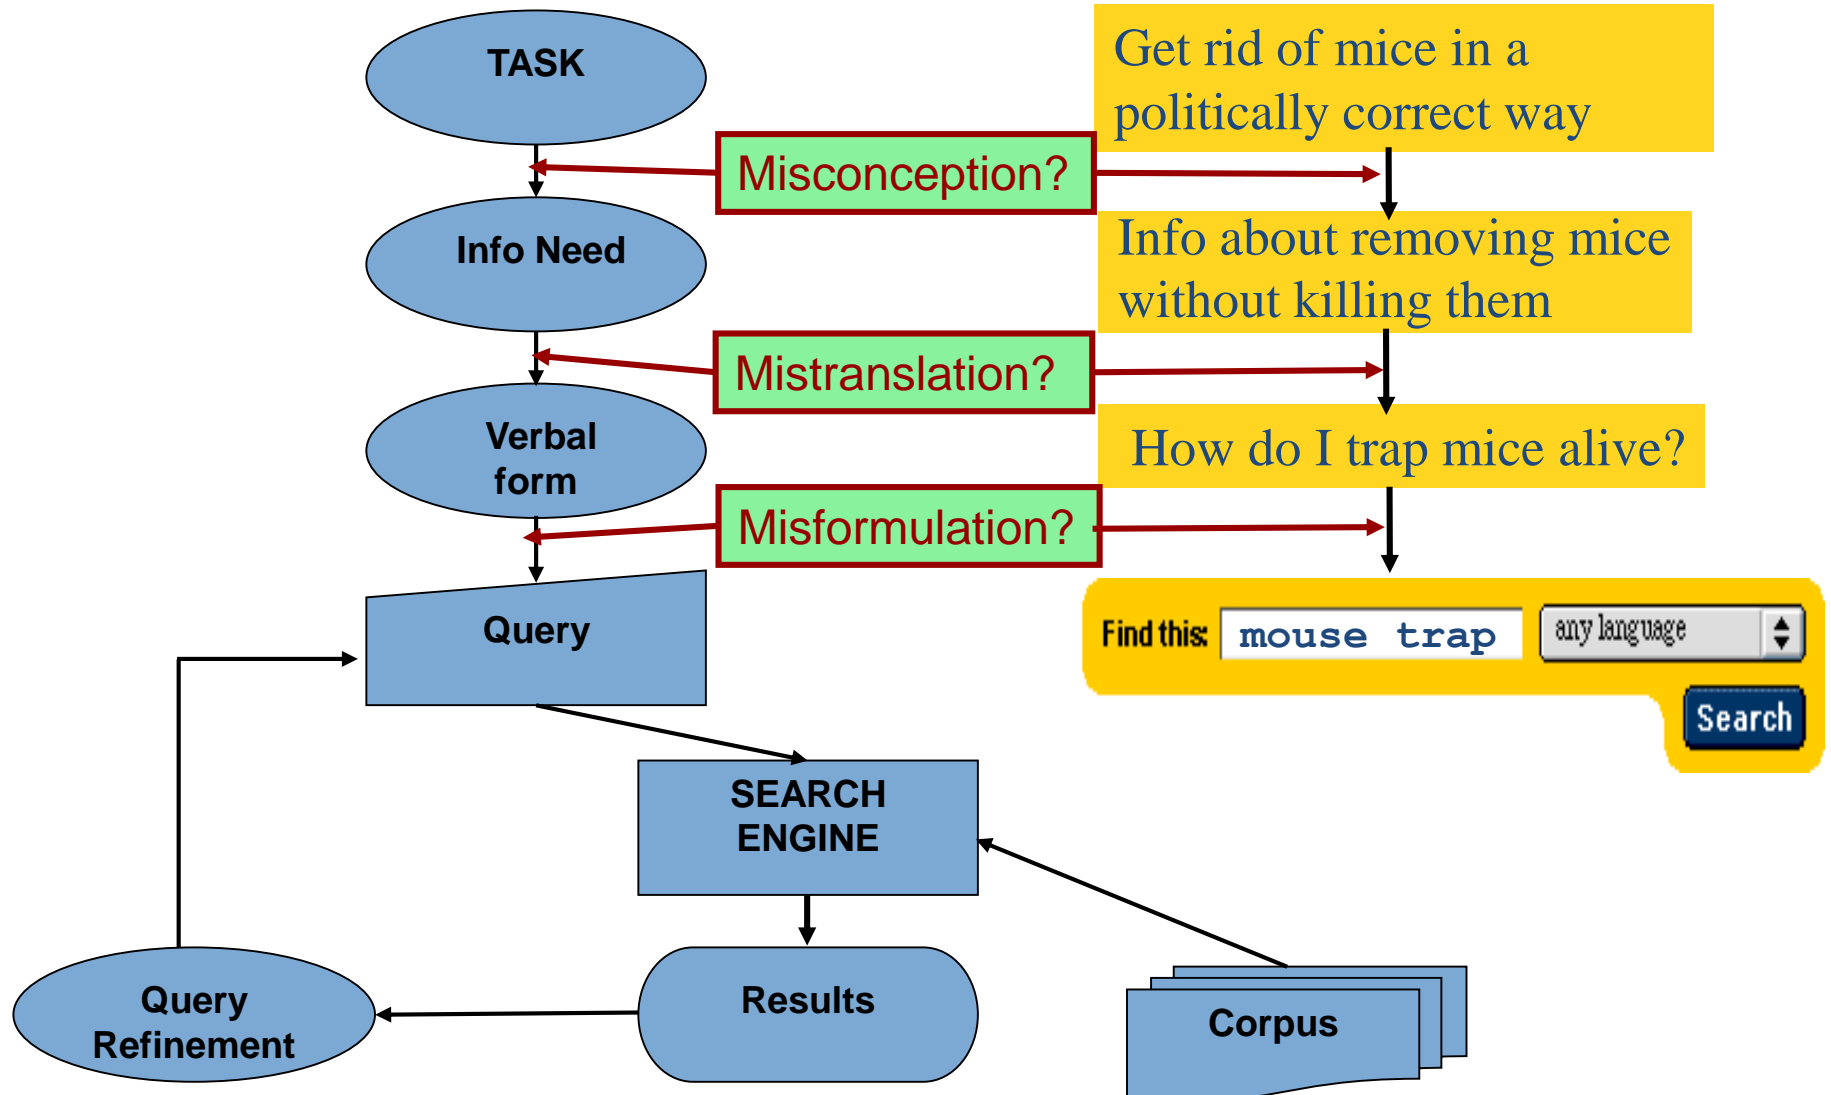 TASK
Get rid of mice in a
politically correct way
Misconception?
Info Need
Info about removing mice
without killing them
Mistranslation?
Verbal
form
How do I trap mice alive?
Misformulation?
Query
Find this: mouse trap any language
Search
SEARCH
ENGINE
Results
Query
Refinement
Corpus